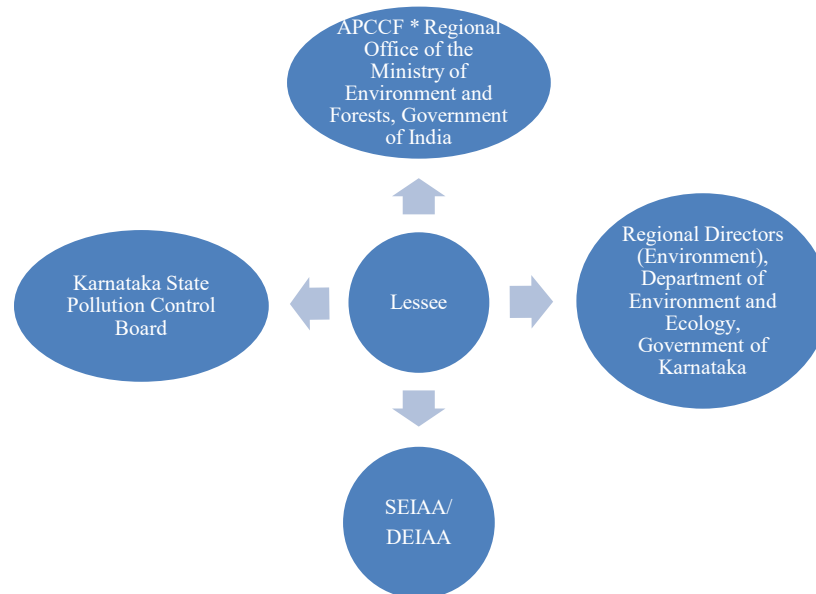 APCCF * Regional
Office of the
Ministry of
Environment and
Forests, Government
of India
Karnataka State
Pollution Control
Board
Lessee
Regional Directors
(Environment),
Department of
Environment and
Ecology,
Government of
Karnataka
SEIAA/
DEIAA